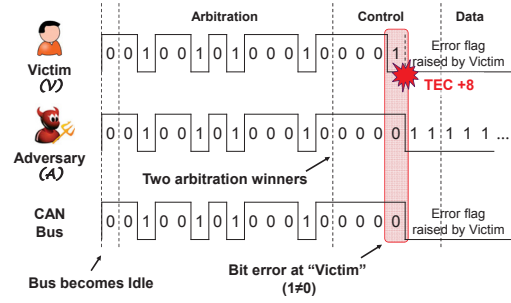 Arbitration Control Data
0 0 1 0 0 1 0 1 0 0 0 1 0 0 0 0 1
Error flag
raised by Victim
Victim
(V)
TEC +8
0 0 1 0 0 1 0 1 0 0 0 1 0 0 0 0 0 1 1 1 1 1 ...
Adversary
(A)
Two arbitration winners
CAN
Bus
0 0 1 0 0 1 0 1 0 0 0 1 0 0 0 0 0
Error flag
raised by Victim
Bus becomes Idle
Bit error at “Victim”
(1≠0)